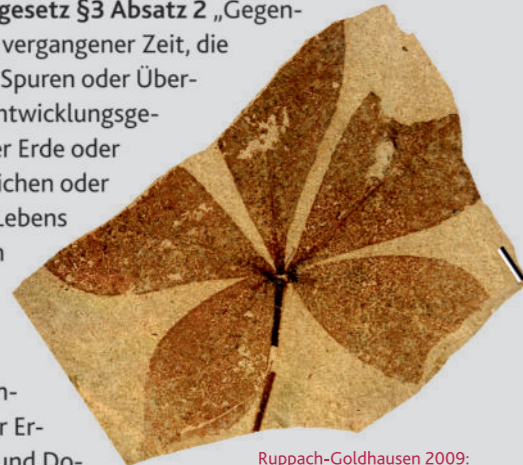 gesetz §3 Absatz 2 „Gegen-
vergangener Zeit, die
Spuren oder Über-
ntwicklungsge-
er Erde oder
ichen oder
Lebens
n
n-
r Er-
und Do-
Ruppach-Goldhausen 2009: